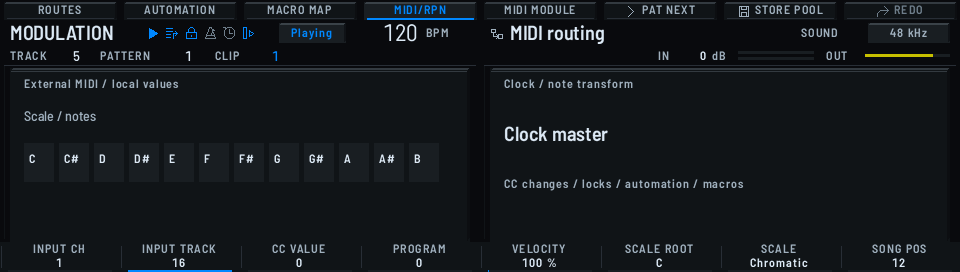 ROUTES AUTOMATION MACRO MAP MIDI/RPN MIDI MODULE PAT NEXT STORE POOL REDO
MODULATION Playing 120 BPM MIDI routing SOUND 48 kHz
TRACK 5 PATTERN 1 CLIP 1 IN 0 dB OUT
External MIDI / local values
Scale / notes
C C# D D# E F F# G G# A A# B
Clock / note transform
Clock master
CC changes / locks / automation / macros
INPUT CH INPUT TRACK CC VALUE PROGRAM VELOCITY SCALE ROOT SCALE SONG POS
1 16 0 0 100 % C Chromatic 12